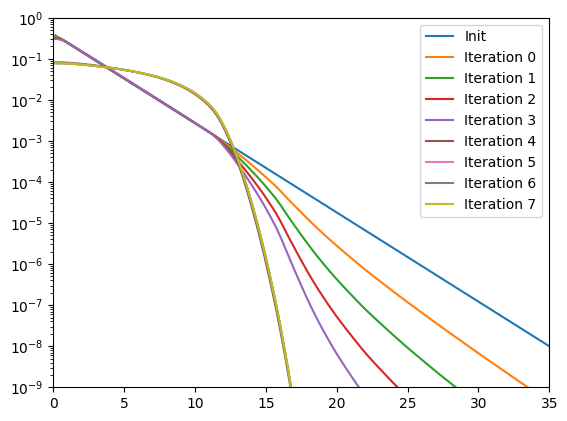 10⁰
10⁻¹
10⁻²
10⁻³
10⁻⁴
10⁻⁵
10⁻⁶
10⁻⁷
10⁻⁸
10⁻⁹
0 5 10 15 20 25 30 35
Init
Iteration 0
Iteration 1
Iteration 2
Iteration 3
Iteration 4
Iteration 5
Iteration 6
Iteration 7